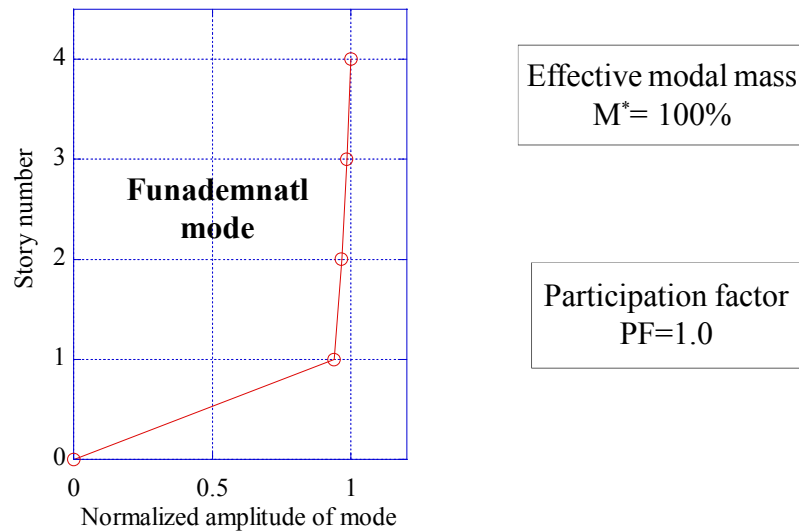 4
3
2
1
0
Story number
Funademnatl
mode
0
0.5
1
Normalized amplitude of mode
Effective modal mass
M*= 100%
Participation factor
PF=1.0